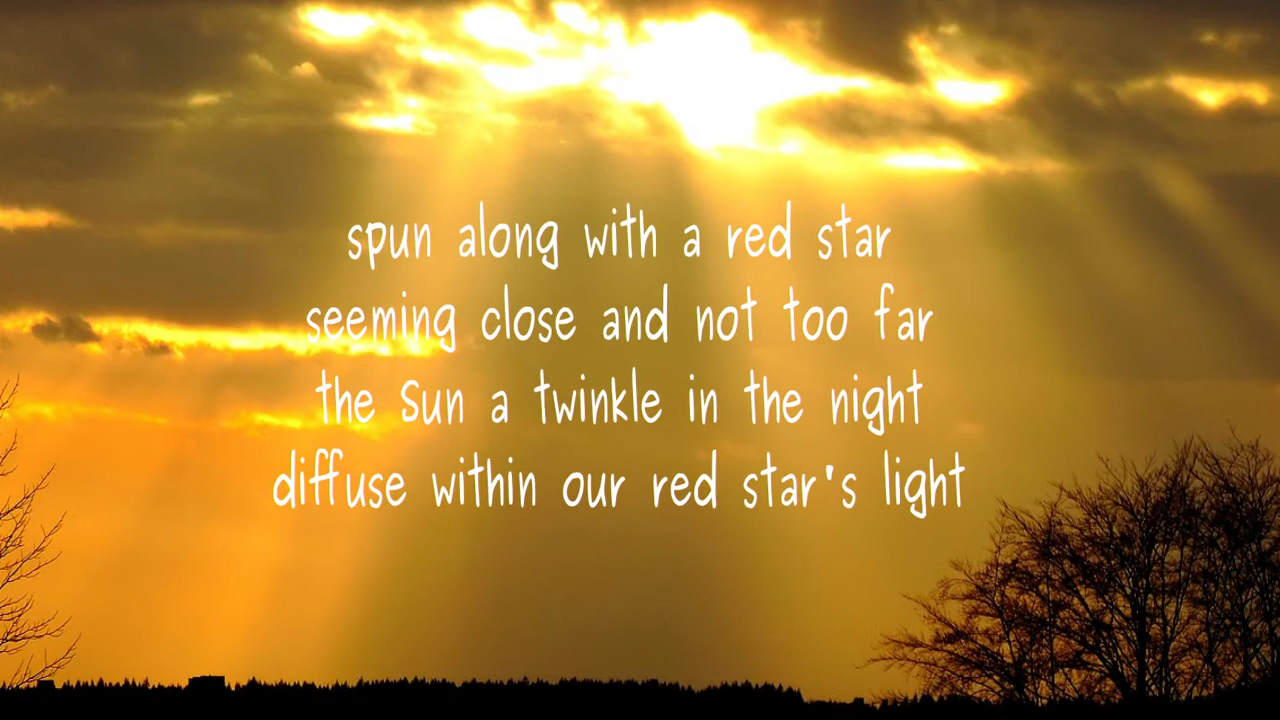 spun along with a red star
seeming close and not too far
the Sun a twinkle in the night
diffuse within our red star's light